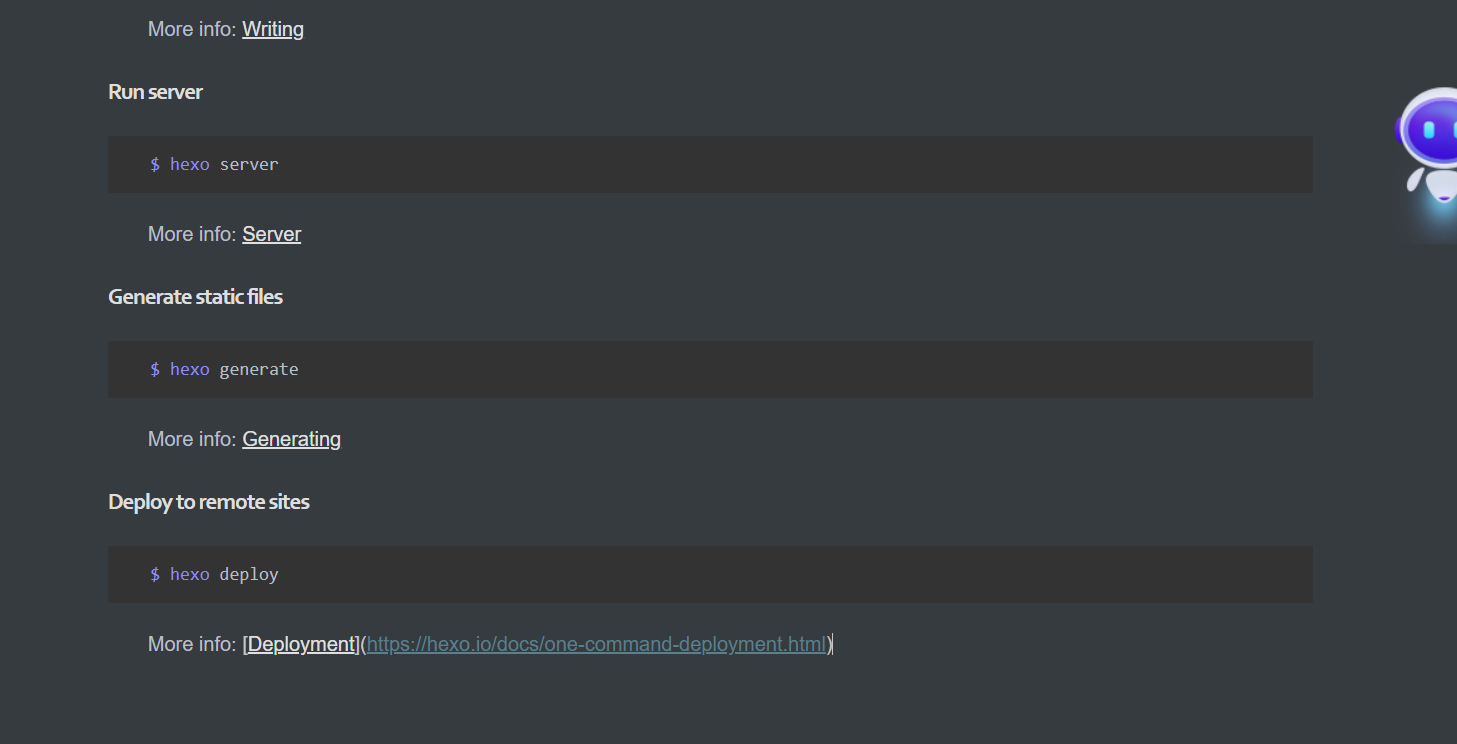 More info: Writing
Run server
$ hexo server
More info: Server
Generate static files
$ hexo generate
More info: Generating
Deploy to remote sites
$ hexo deploy
More info: [Deployment](https://hexo.io/docs/one-command-deployment.html)